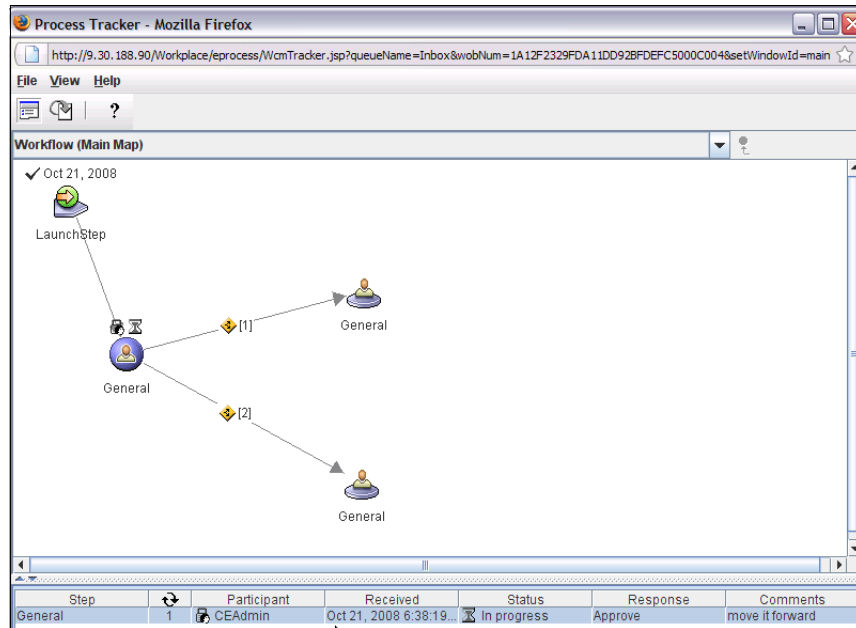 Process Tracker - Mozilla Firefox
http://9.30.188.90/Workplace/eprocess/WcmTracker.jsp?queueName=Inbox&wobNum=1A12F2329FDA11DD92BFDEFC5000C004&setWindowId=main
File View Help
?
Workflow (Main Map)
Oct 21, 2008
LaunchStep
[1]
General
General
[2]
General
Step Participant Received Status Response Comments
General 1 CEAdmin Oct 21, 2008 6:38:19... In progress Approve move it forward